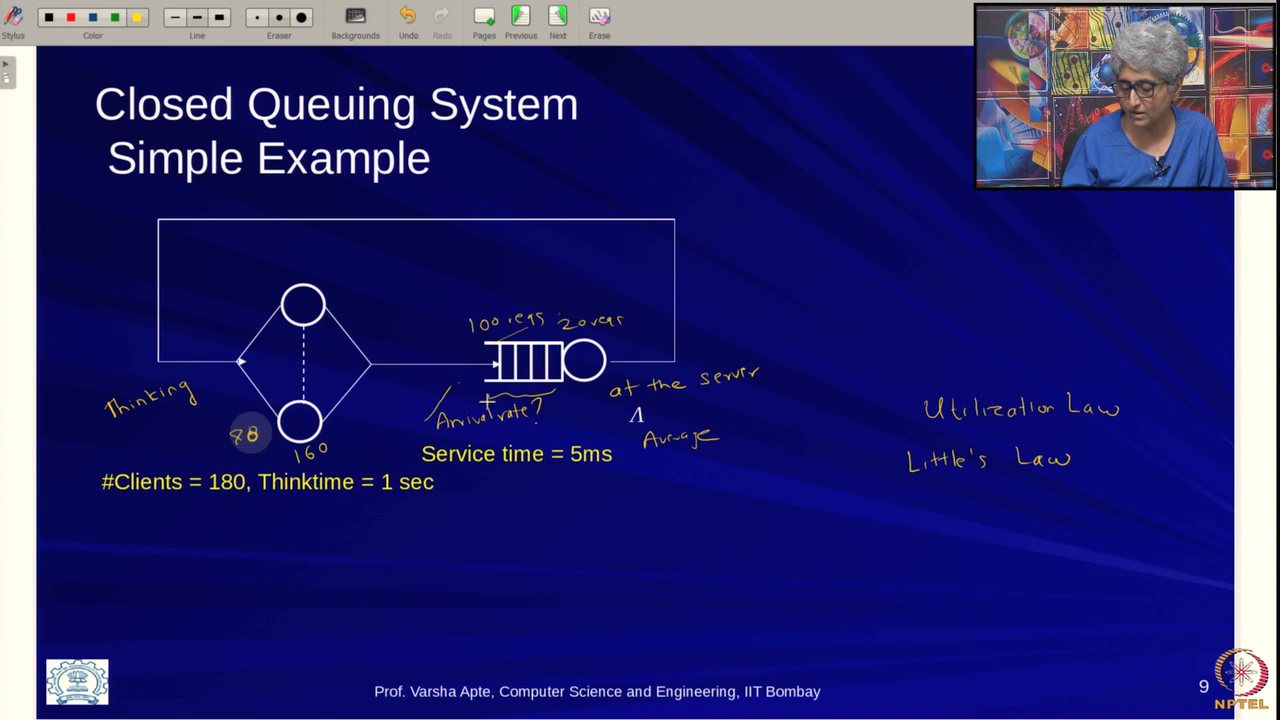 Stylus
Color
Line
Eraser
Backgrounds
Undo
Redo
Pages
Previous
Next
Erase
Closed Queuing System
Simple Example
100 reqs 20 reqs
Thinking
at the server
Arrival rate?
Λ
Average
Utilization Law
Little's Law
160
Service time = 5ms
#Clients = 180, Thinktime = 1 sec
Prof. Varsha Apte, Computer Science and Engineering, IIT Bombay
9
NPTEL